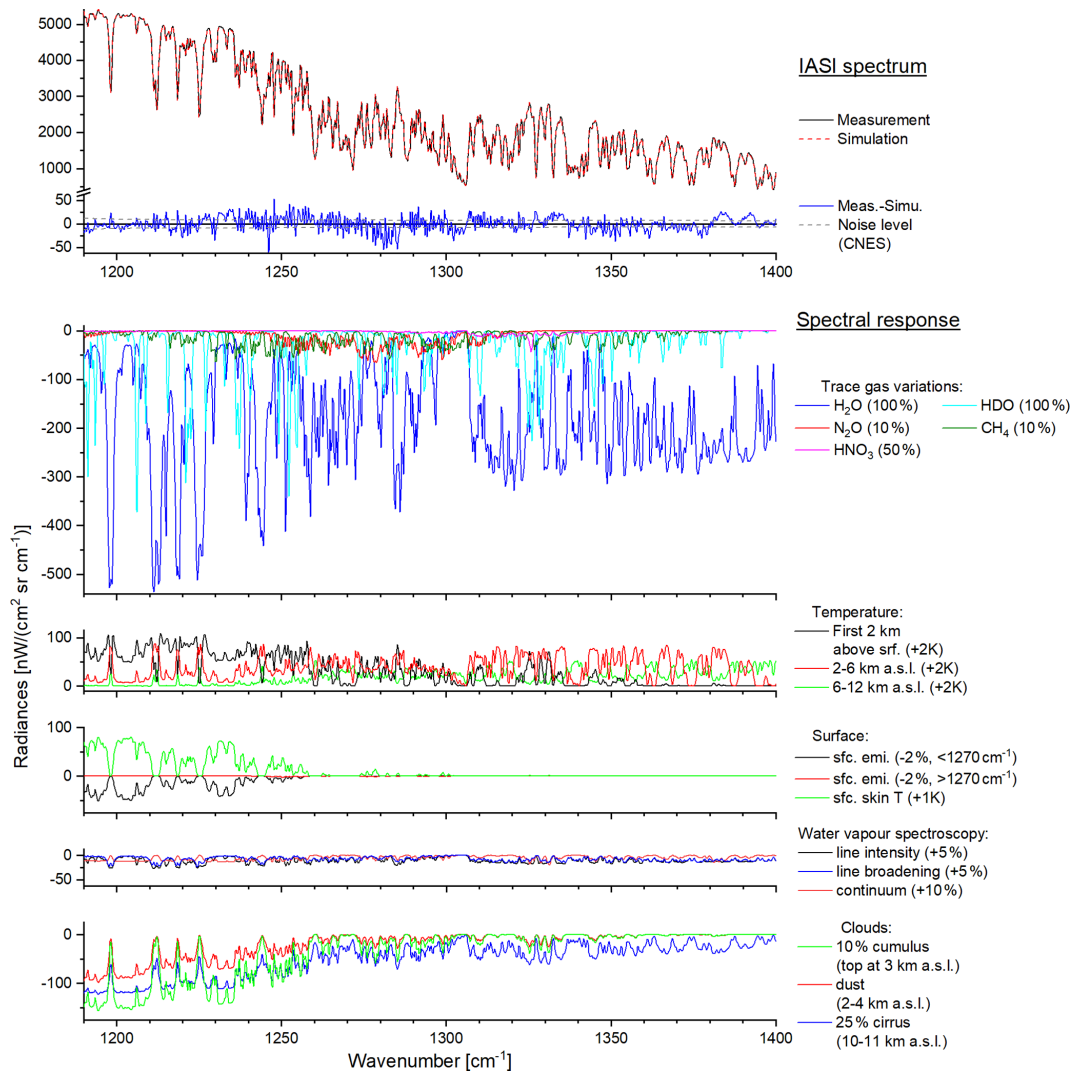 5000
4000
3000
2000
1000
50
0
-50
1200
1250
1300
1350
1400
IASI spectrum
Measurement
Simulation
Meas.-Simu.
Noise level
(CNES)
Radiances [nW/(cm² sr cm⁻¹)]
0
-100
-200
-300
-400
-500
Spectral response
Trace gas variations:
H₂O (100 %)
HDO (100 %)
N₂O (10 %)
CH₄ (10 %)
HNO₃ (50 %)
100
0
Temperature:
First 2 km
above srf. (+2K)
2-6 km a.s.l. (+2K)
6-12 km a.s.l. (+2K)
100
0
Surface:
sfc. emi. (-2 %, <1270 cm⁻¹)
sfc. emi. (-2 %, >1270 cm⁻¹)
sfc. skin T (+1K)
0
-50
Water vapour spectroscopy:
line intensity (+5 %)
line broadening (+5 %)
continuum (+10 %)
0
-100
Clouds:
10 % cumulus
(top at 3 km a.s.l.)
dust
(2-4 km a.s.l.)
25 % cirrus
(10-11 km a.s.l.)
1200
1250
1300
1350
1400
Wavenumber [cm⁻¹]